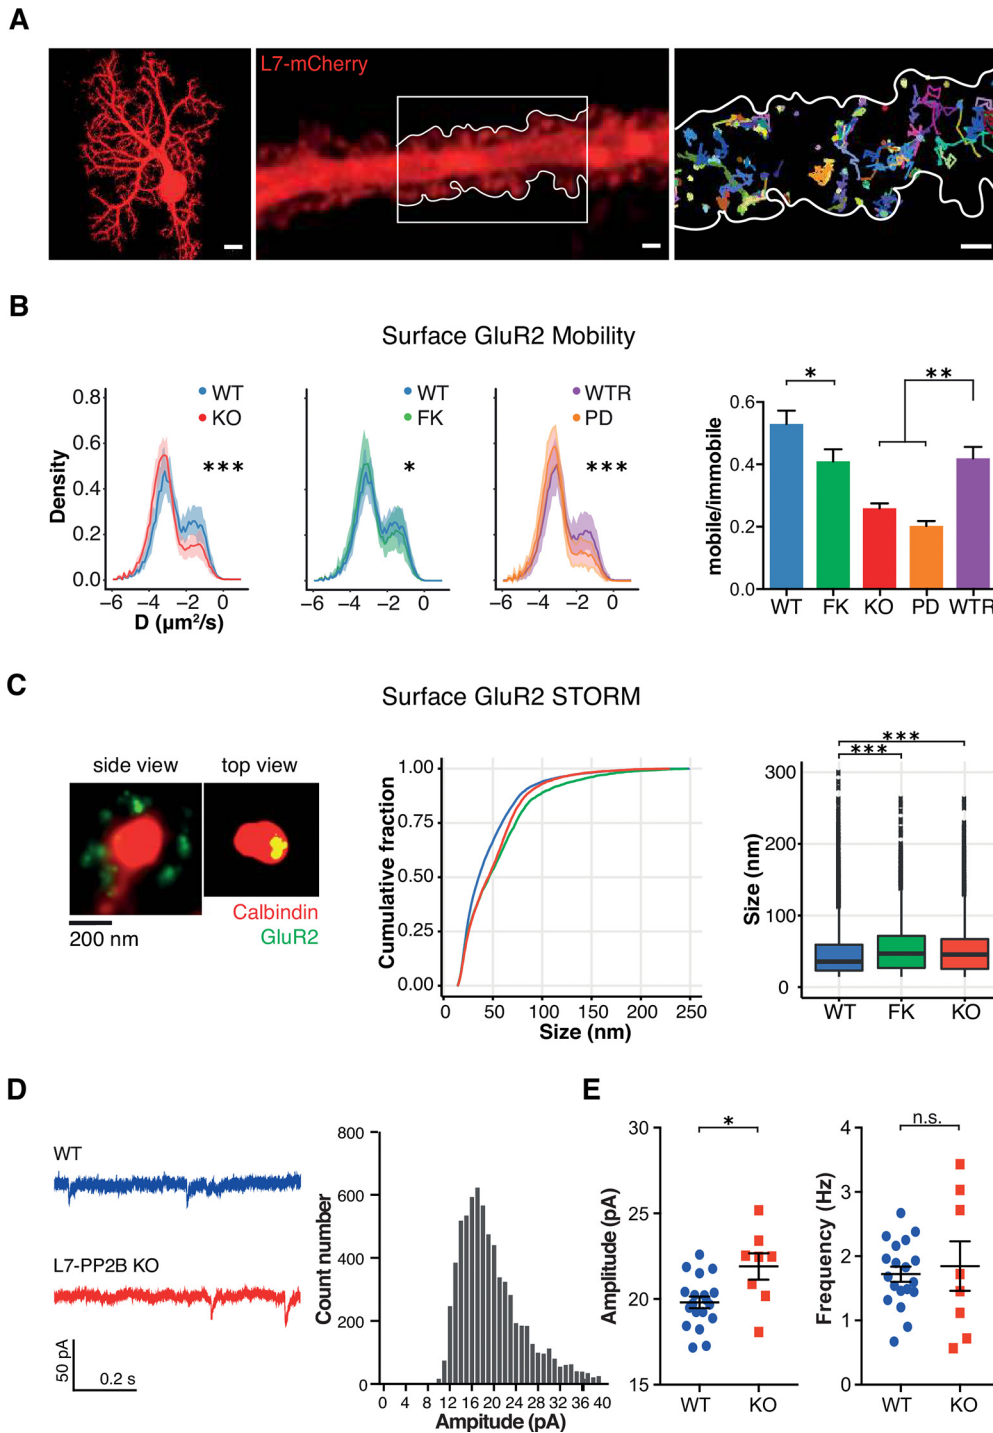 A
L7-mCherry
B
Surface GluR2 Mobility
WT
KO
***
WT
FK
*
WTR
PD
***
Density
0.8
0.6
0.4
0.2
0.0
−6 −4 −2 0
−6 −4 −2 0
−6 −4 −2 0
D (µm²/s)
mobile/immobile
0.6
0.4
0.2
0.0
* **
WT FK KO PD WTR
C
Surface GluR2 STORM
side view top view
Calbindin
GluR2
200 nm
Cumulative fraction
1.00
0.75
0.50
0.25
0.00
0 50 100 150 200 250
Size (nm)
***
***
Size (nm)
300
200
100
0
WT FK KO
D
WT
L7-PP2B KO
50 pA
0.2 s
Count number
800
600
400
200
0
0 4 8 12 16 20 24 28 32 36 40
Ampitude (pA)
E
Amplitude (pA)
30
25
20
15
*
WT KO
Frequency (Hz)
4
3
2
1
0
n.s.
WT KO